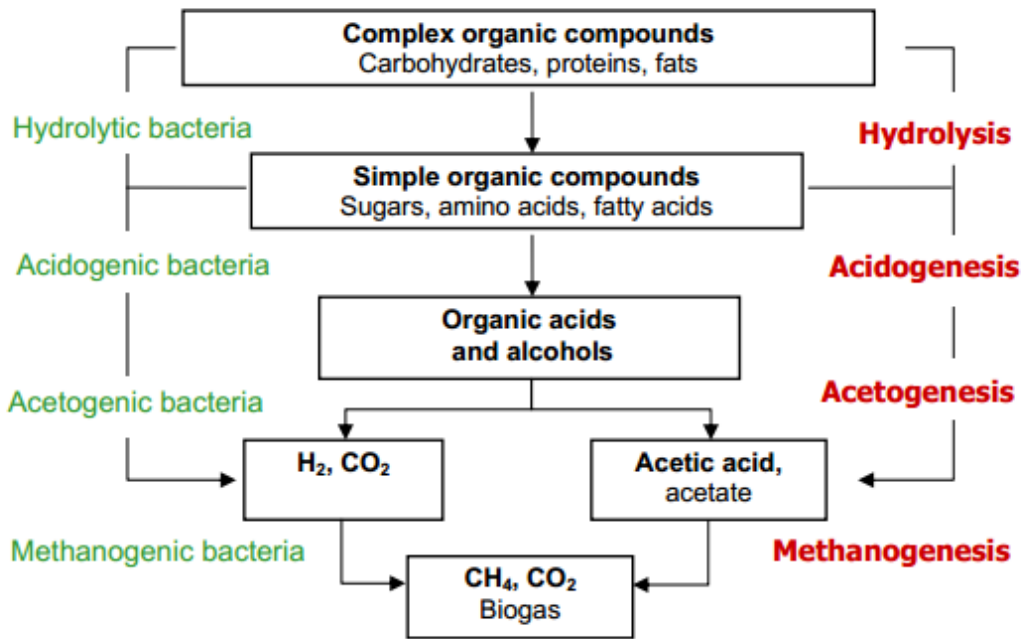 Complex organic compounds
Carbohydrates, proteins, fats
Hydrolytic bacteria
Hydrolysis
Simple organic compounds
Sugars, amino acids, fatty acids
Acidogenic bacteria
Acidogenesis
Organic acids
and alcohols
Acetogenic bacteria
Acetogenesis
H₂, CO₂
Acetic acid,
acetate
Methanogenic bacteria
Methanogenesis
CH₄, CO₂
Biogas